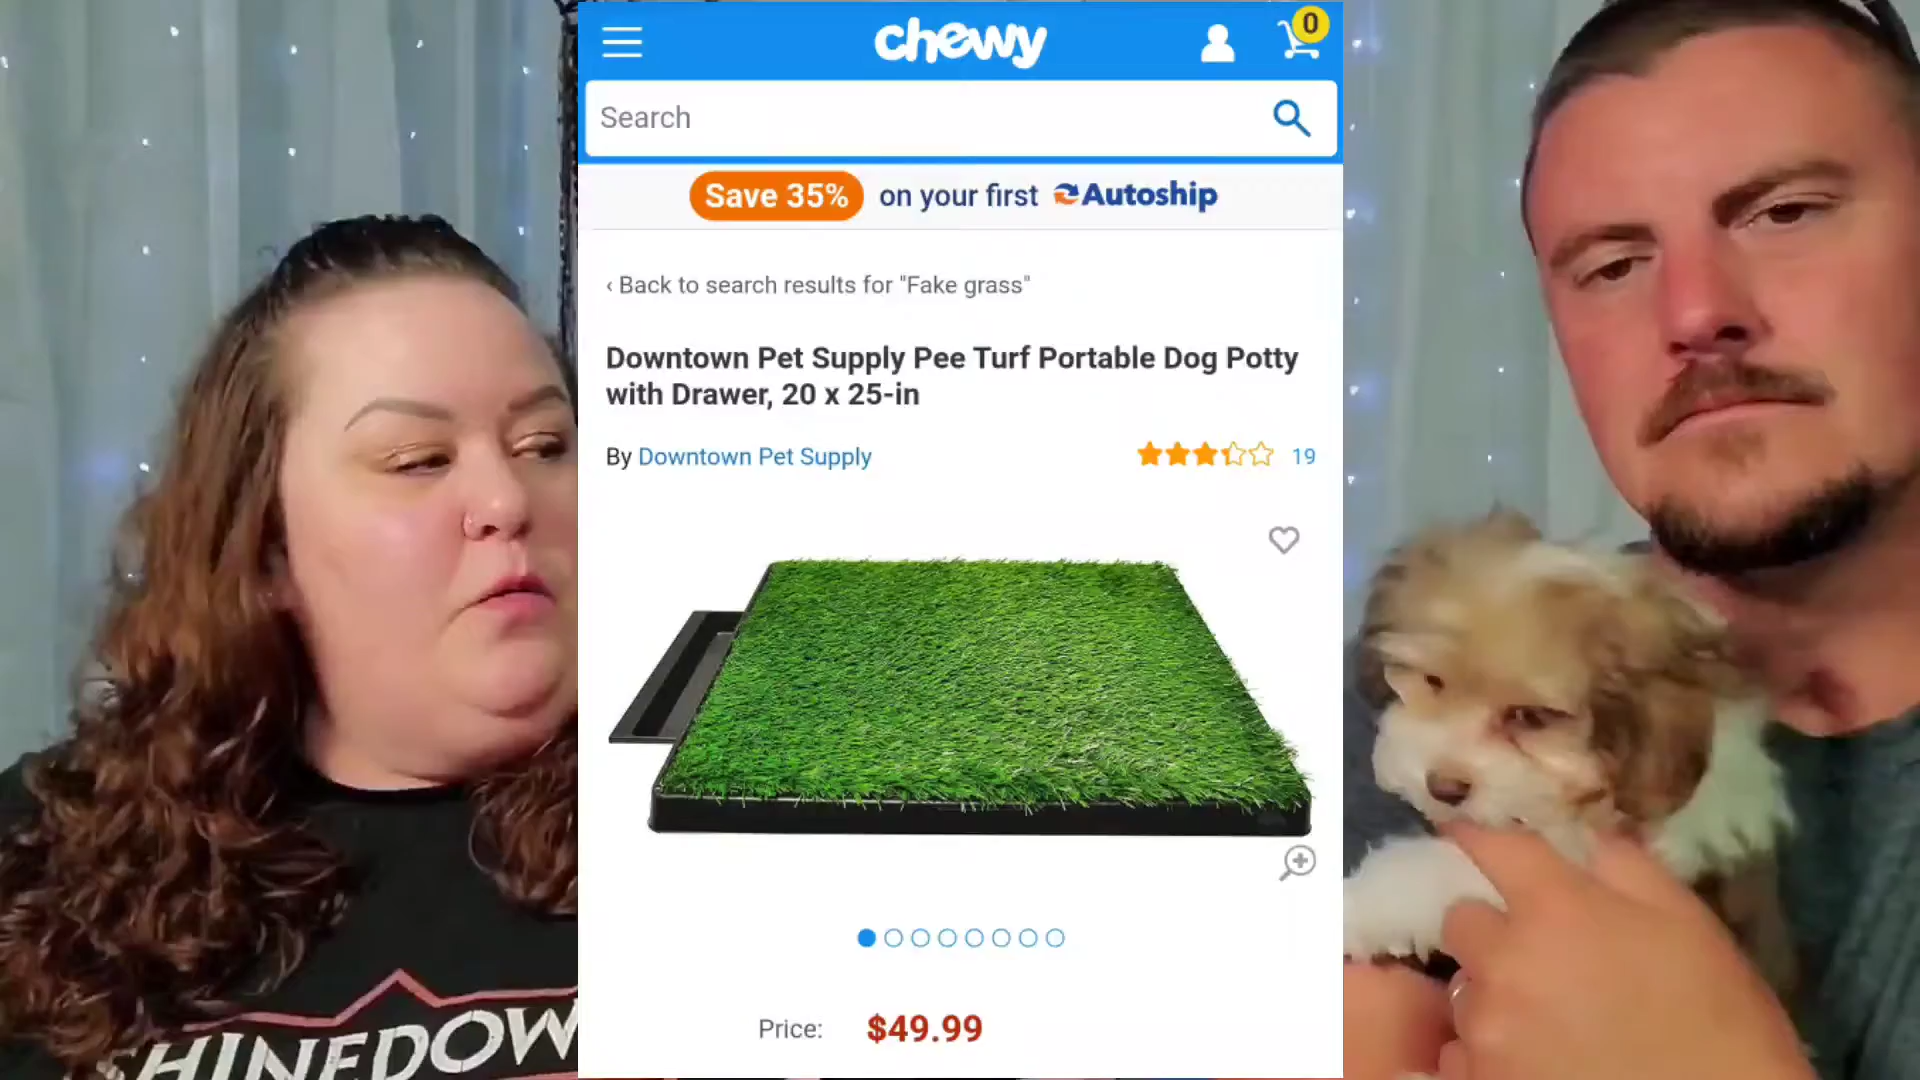 chewy
0
Search
Save 35% on your first Autoship
‹ Back to search results for "Fake grass"
Downtown Pet Supply Pee Turf Portable Dog Potty
with Drawer, 20 x 25-in
By Downtown Pet Supply
19
Price: $49.99
SHINEDOW